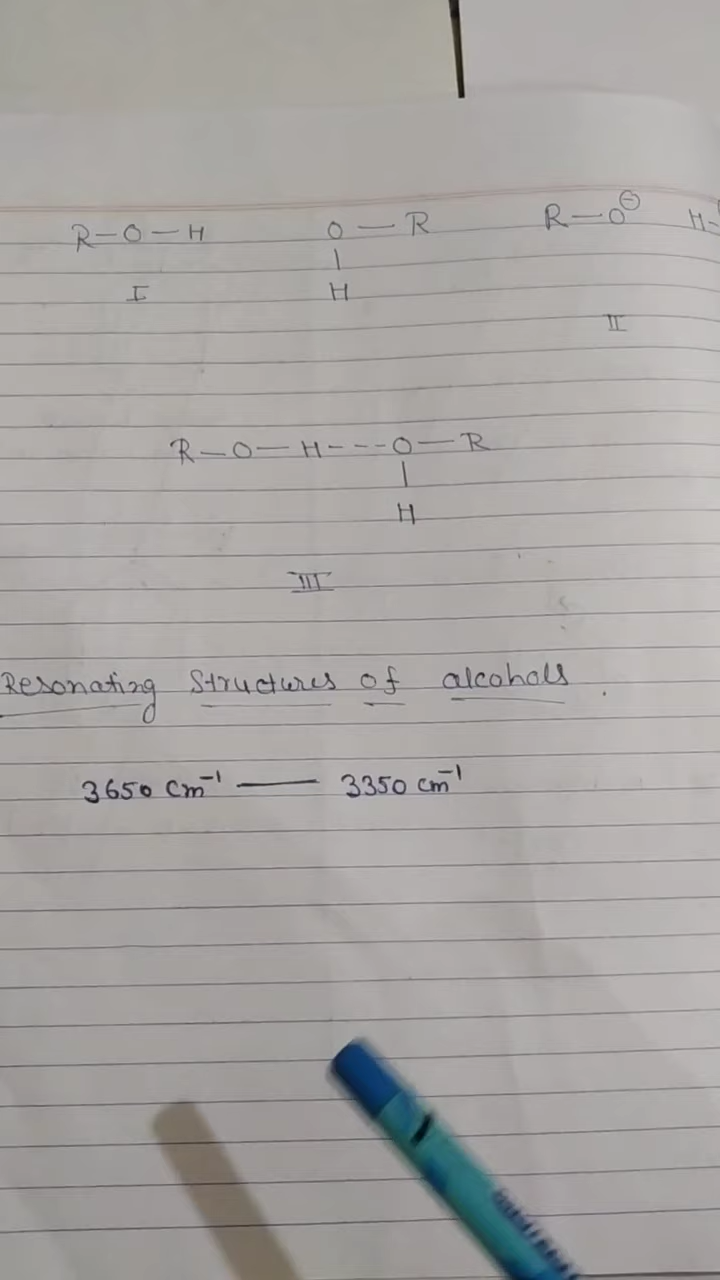 R—O—H O—R R—O⊖ H-
|
I H
II
R—O—H---O—R
|
H
III
Resonating Structures of alcohols.
3650 cm⁻¹ —— 3350 cm⁻¹